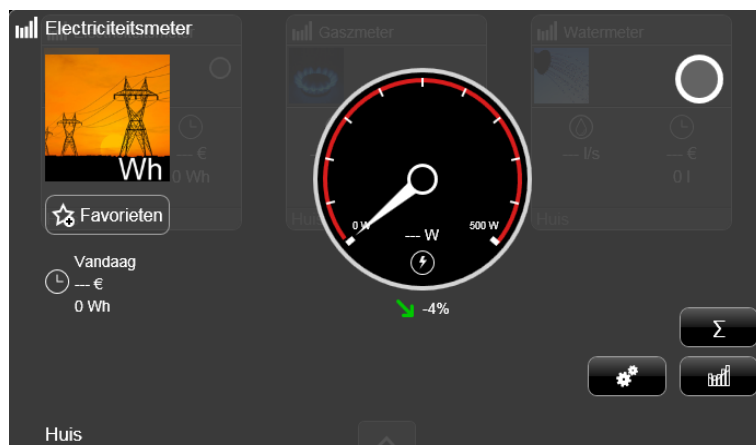 Electriciteitsmeter
Gaszmeter
Watermeter
Wh
--- €
0 Wh
--- l/s
--- €
0 l
Favorieten
Huis
Huis
0 W
--- W
500 W
Vandaag
--- €
0 Wh
-4%
Σ
Huis